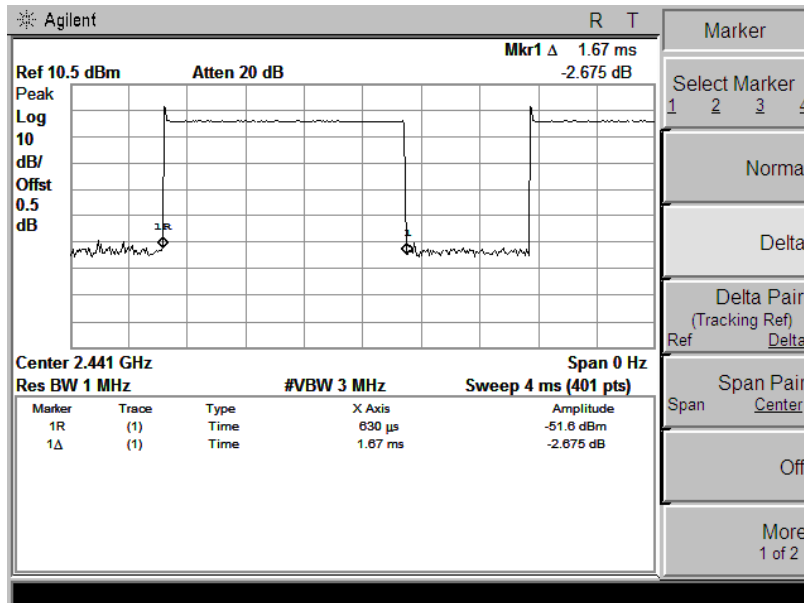 Agilent R T
Mkr1 Δ 1.67 ms
Ref 10.5 dBm Atten 20 dB -2.675 dB
Peak
Log
10
dB/
Offst
0.5
dB
1R
1
Center 2.441 GHz Span 0 Hz
Res BW 1 MHz #VBW 3 MHz Sweep 4 ms (401 pts)
Marker Trace Type X Axis Amplitude
1R (1) Time 630 µs -51.6 dBm
1Δ (1) Time 1.67 ms -2.675 dB
Marker
Select Marker
1 2 3 4
Norma
Delta
Delta Pair
(Tracking Ref)
Ref Delta
Span Pair
Span Center
Off
More
1 of 2